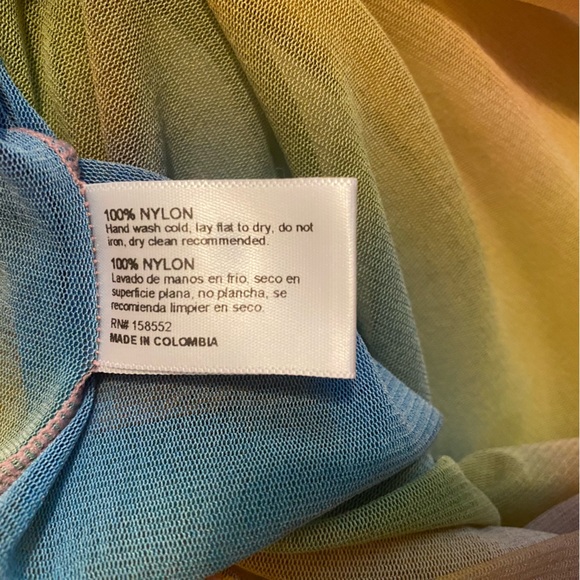 100% NYLON
Hand wash cold, lay flat to dry, do not
iron, dry clean recommended.
100% NYLON
Lavado de manos en frio, seco en
superficie plana, no plancha, se
recomienda limpier en seco.
RN# 158552
MADE IN COLOMBIA